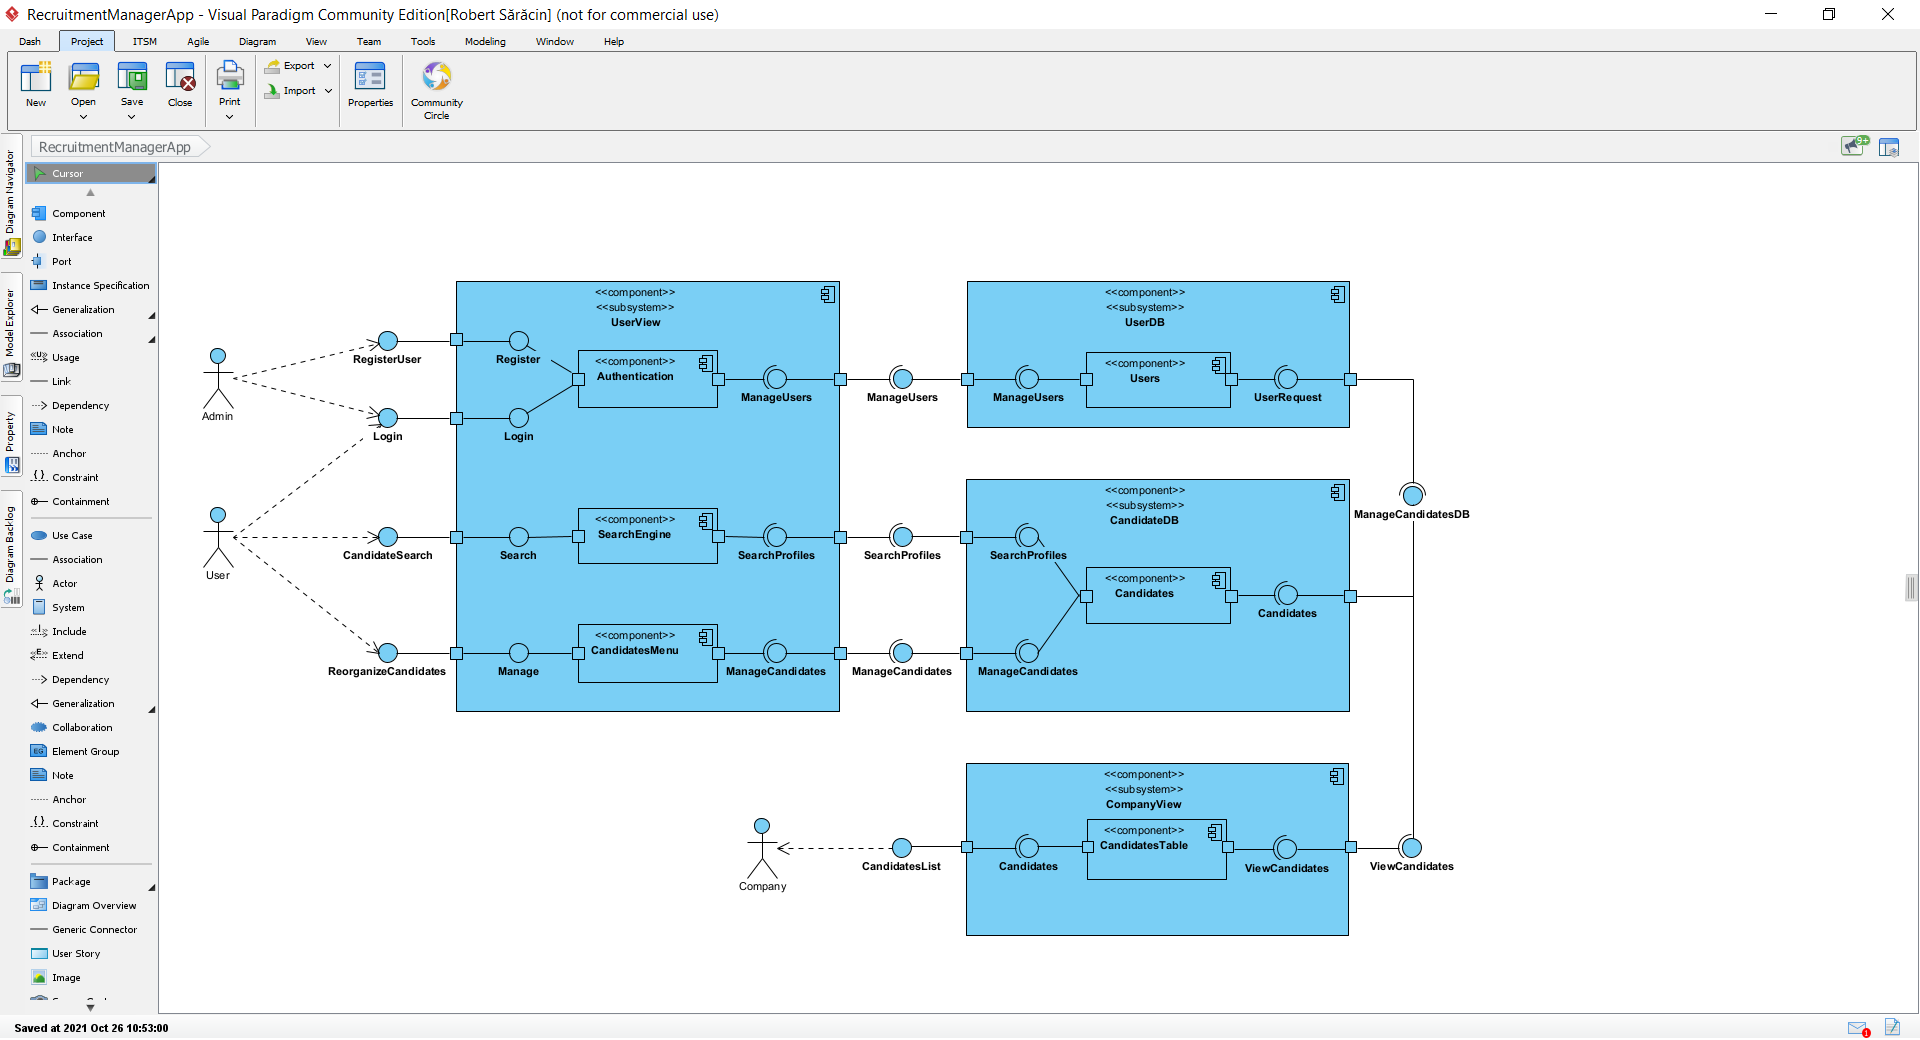 RecruitmentManagerApp - Visual Paradigm Community Edition[Robert Sărăcin] (not for commercial use)
Dash Project ITSM Agile Diagram View Team Tools Modeling Window Help
New Open Save Close Print Export Import Properties Community Circle
RecruitmentManagerApp
9+
Diagram Navigator
Model Explorer
Property
Diagram Backlog
Cursor
Component
Interface
Port
Instance Specification
Generalization
Association
Usage
Link
Dependency
Note
Anchor
Constraint
Containment
Use Case
Association
Actor
System
Include
Extend
Dependency
Generalization
Collaboration
Element Group
Note
Anchor
Constraint
Containment
Package
Diagram Overview
Generic Connector
User Story
Image
Admin
User
RegisterUser
Login
CandidateSearch
ReorganizeCandidates
<<component>>
<<subsystem>>
UserView
Register
Login
<<component>>
Authentication
ManageUsers
Search
<<component>>
SearchEngine
SearchProfiles
Manage
<<component>>
CandidatesMenu
ManageCandidates
ManageUsers
SearchProfiles
ManageCandidates
<<component>>
<<subsystem>>
UserDB
ManageUsers
<<component>>
Users
UserRequest
<<component>>
<<subsystem>>
CandidateDB
SearchProfiles
<<component>>
Candidates
Candidates
ManageCandidates
ManageCandidatesDB
<<component>>
<<subsystem>>
CompanyView
Company
CandidatesList
Candidates
<<component>>
CandidatesTable
ViewCandidates
ViewCandidates
Saved at 2021 Oct 26 10:53:00
1